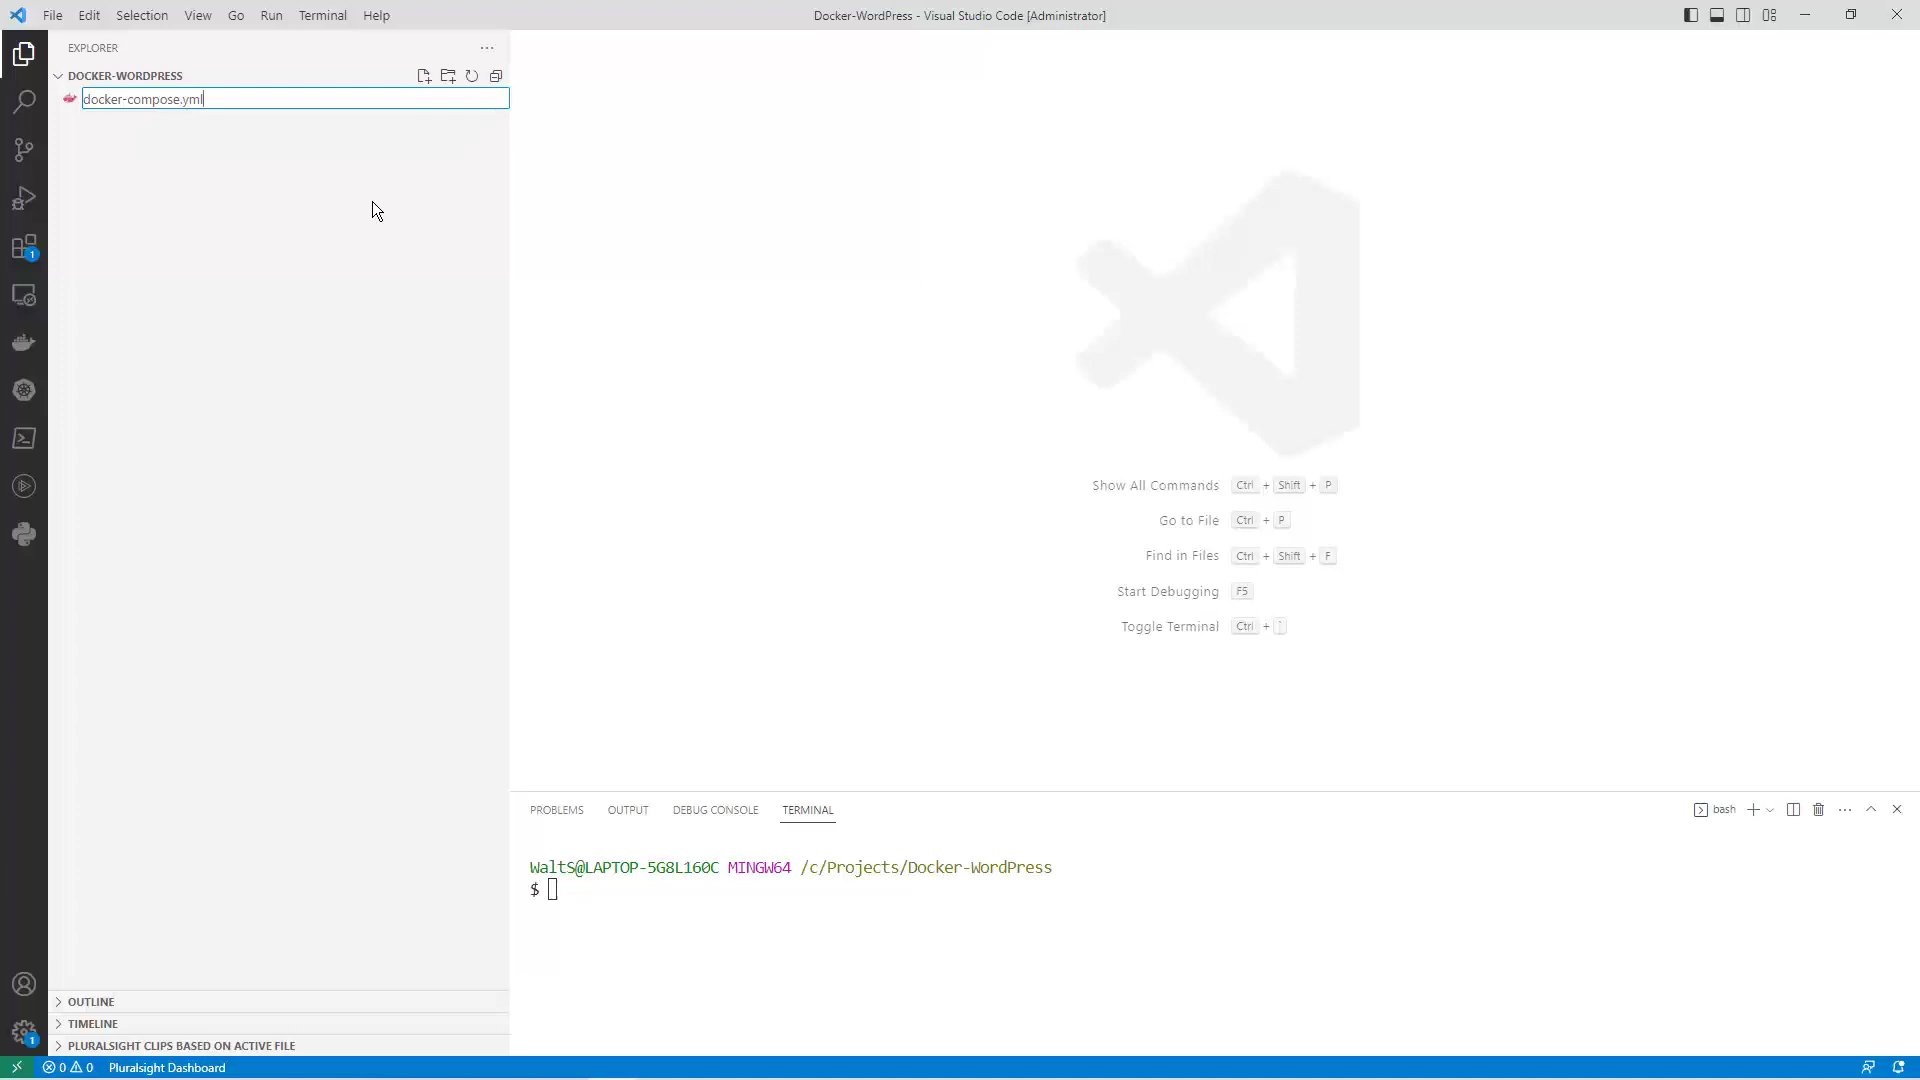 File Edit Selection View Go Run Terminal Help
Docker-WordPress - Visual Studio Code [Administrator]
EXPLORER
DOCKER-WORDPRESS
docker-compose.yml
1
Show All Commands Ctrl + Shift + P
Go to File Ctrl + P
Find in Files Ctrl + Shift + F
Start Debugging F5
Toggle Terminal Ctrl + `
PROBLEMS OUTPUT DEBUG CONSOLE TERMINAL
bash
WaltS@LAPTOP-5G8L160C MINGW64 /c/Projects/Docker-WordPress
$
OUTLINE
TIMELINE
PLURALSIGHT CLIPS BASED ON ACTIVE FILE
1
0 0 Pluralsight Dashboard